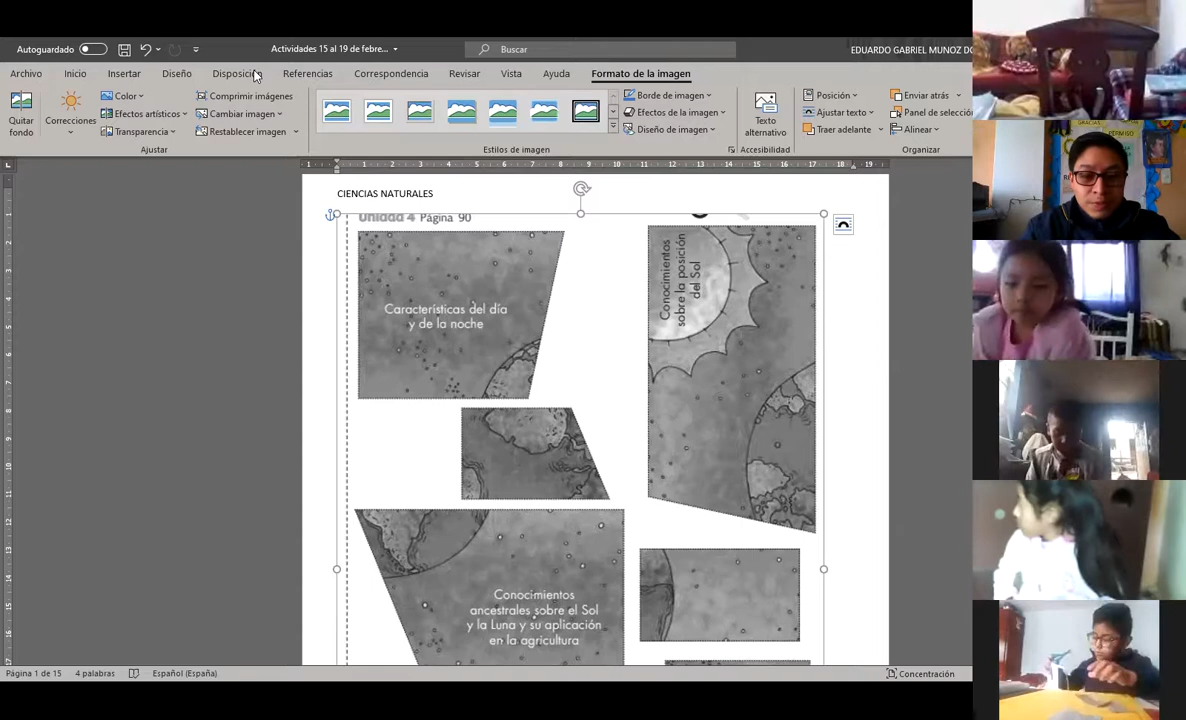 Autoguardado
Actividades 15 al 19 de febre...
Buscar
EDUARDO GABRIEL MUNOZ DO
Archivo
Inicio
Insertar
Diseño
Disposición
Referencias
Correspondencia
Revisar
Vista
Ayuda
Formato de la imagen
Quitar fondo
Correcciones
Color
Efectos artísticos
Transparencia
Comprimir imágenes
Cambiar imagen
Restablecer imagen
Ajustar
Estilos de imagen
Borde de imagen
Efectos de la imagen
Diseño de imagen
Texto alternativo
Accesibilidad
Posición
Ajustar texto
Traer adelante
Enviar atrás
Panel de selección
Alinear
Organizar
CIENCIAS NATURALES
Unidad 4 Página 90
Características del día
y de la noche
Conocimientos
sobre la posición
del Sol
Conocimientos
ancestrales sobre el Sol
y la Luna y su aplicación
en la agricultura
Página 1 de 15
4 palabras
Español (España)
Concentración
GRACIAS
PERMISO